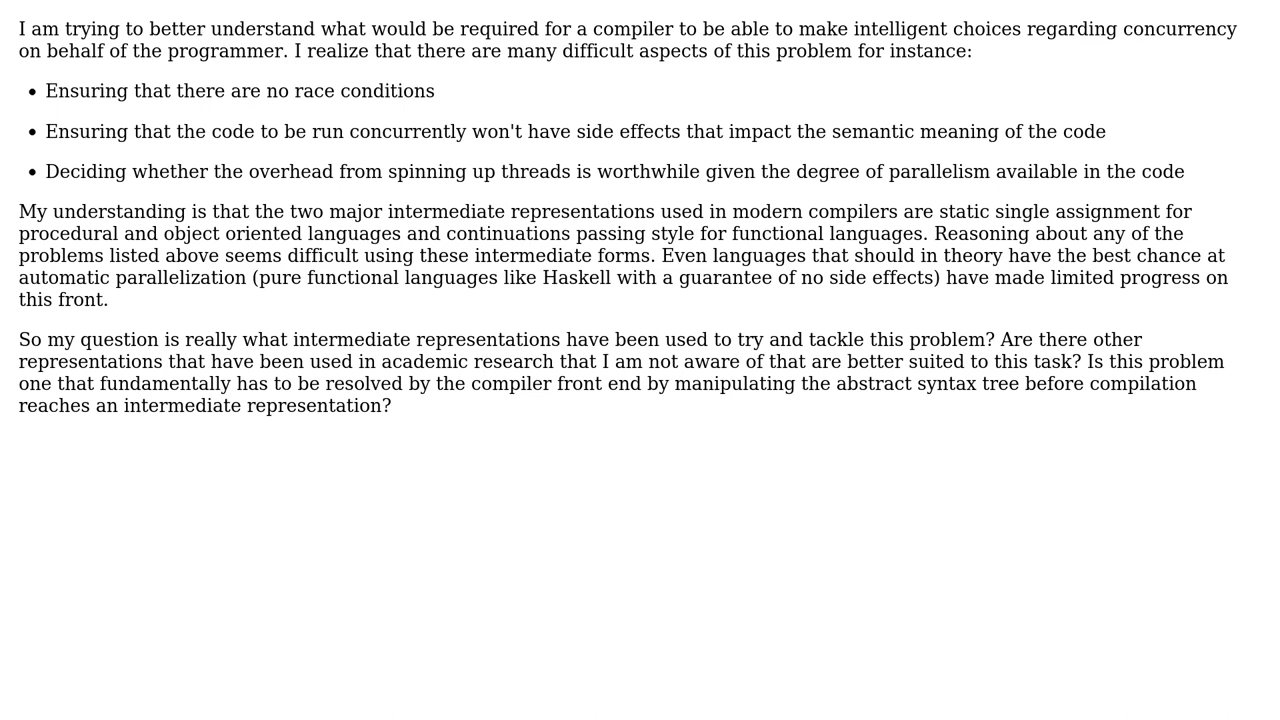 I am trying to better understand what would be required for a compiler to be able to make intelligent choices regarding concurrency
on behalf of the programmer. I realize that there are many difficult aspects of this problem for instance:
• Ensuring that there are no race conditions
• Ensuring that the code to be run concurrently won't have side effects that impact the semantic meaning of the code
• Deciding whether the overhead from spinning up threads is worthwhile given the degree of parallelism available in the code
My understanding is that the two major intermediate representations used in modern compilers are static single assignment for
procedural and object oriented languages and continuations passing style for functional languages. Reasoning about any of the
problems listed above seems difficult using these intermediate forms. Even languages that should in theory have the best chance at
automatic parallelization (pure functional languages like Haskell with a guarantee of no side effects) have made limited progress on
this front.
So my question is really what intermediate representations have been used to try and tackle this problem? Are there other
representations that have been used in academic research that I am not aware of that are better suited to this task? Is this problem
one that fundamentally has to be resolved by the compiler front end by manipulating the abstract syntax tree before compilation
reaches an intermediate representation?